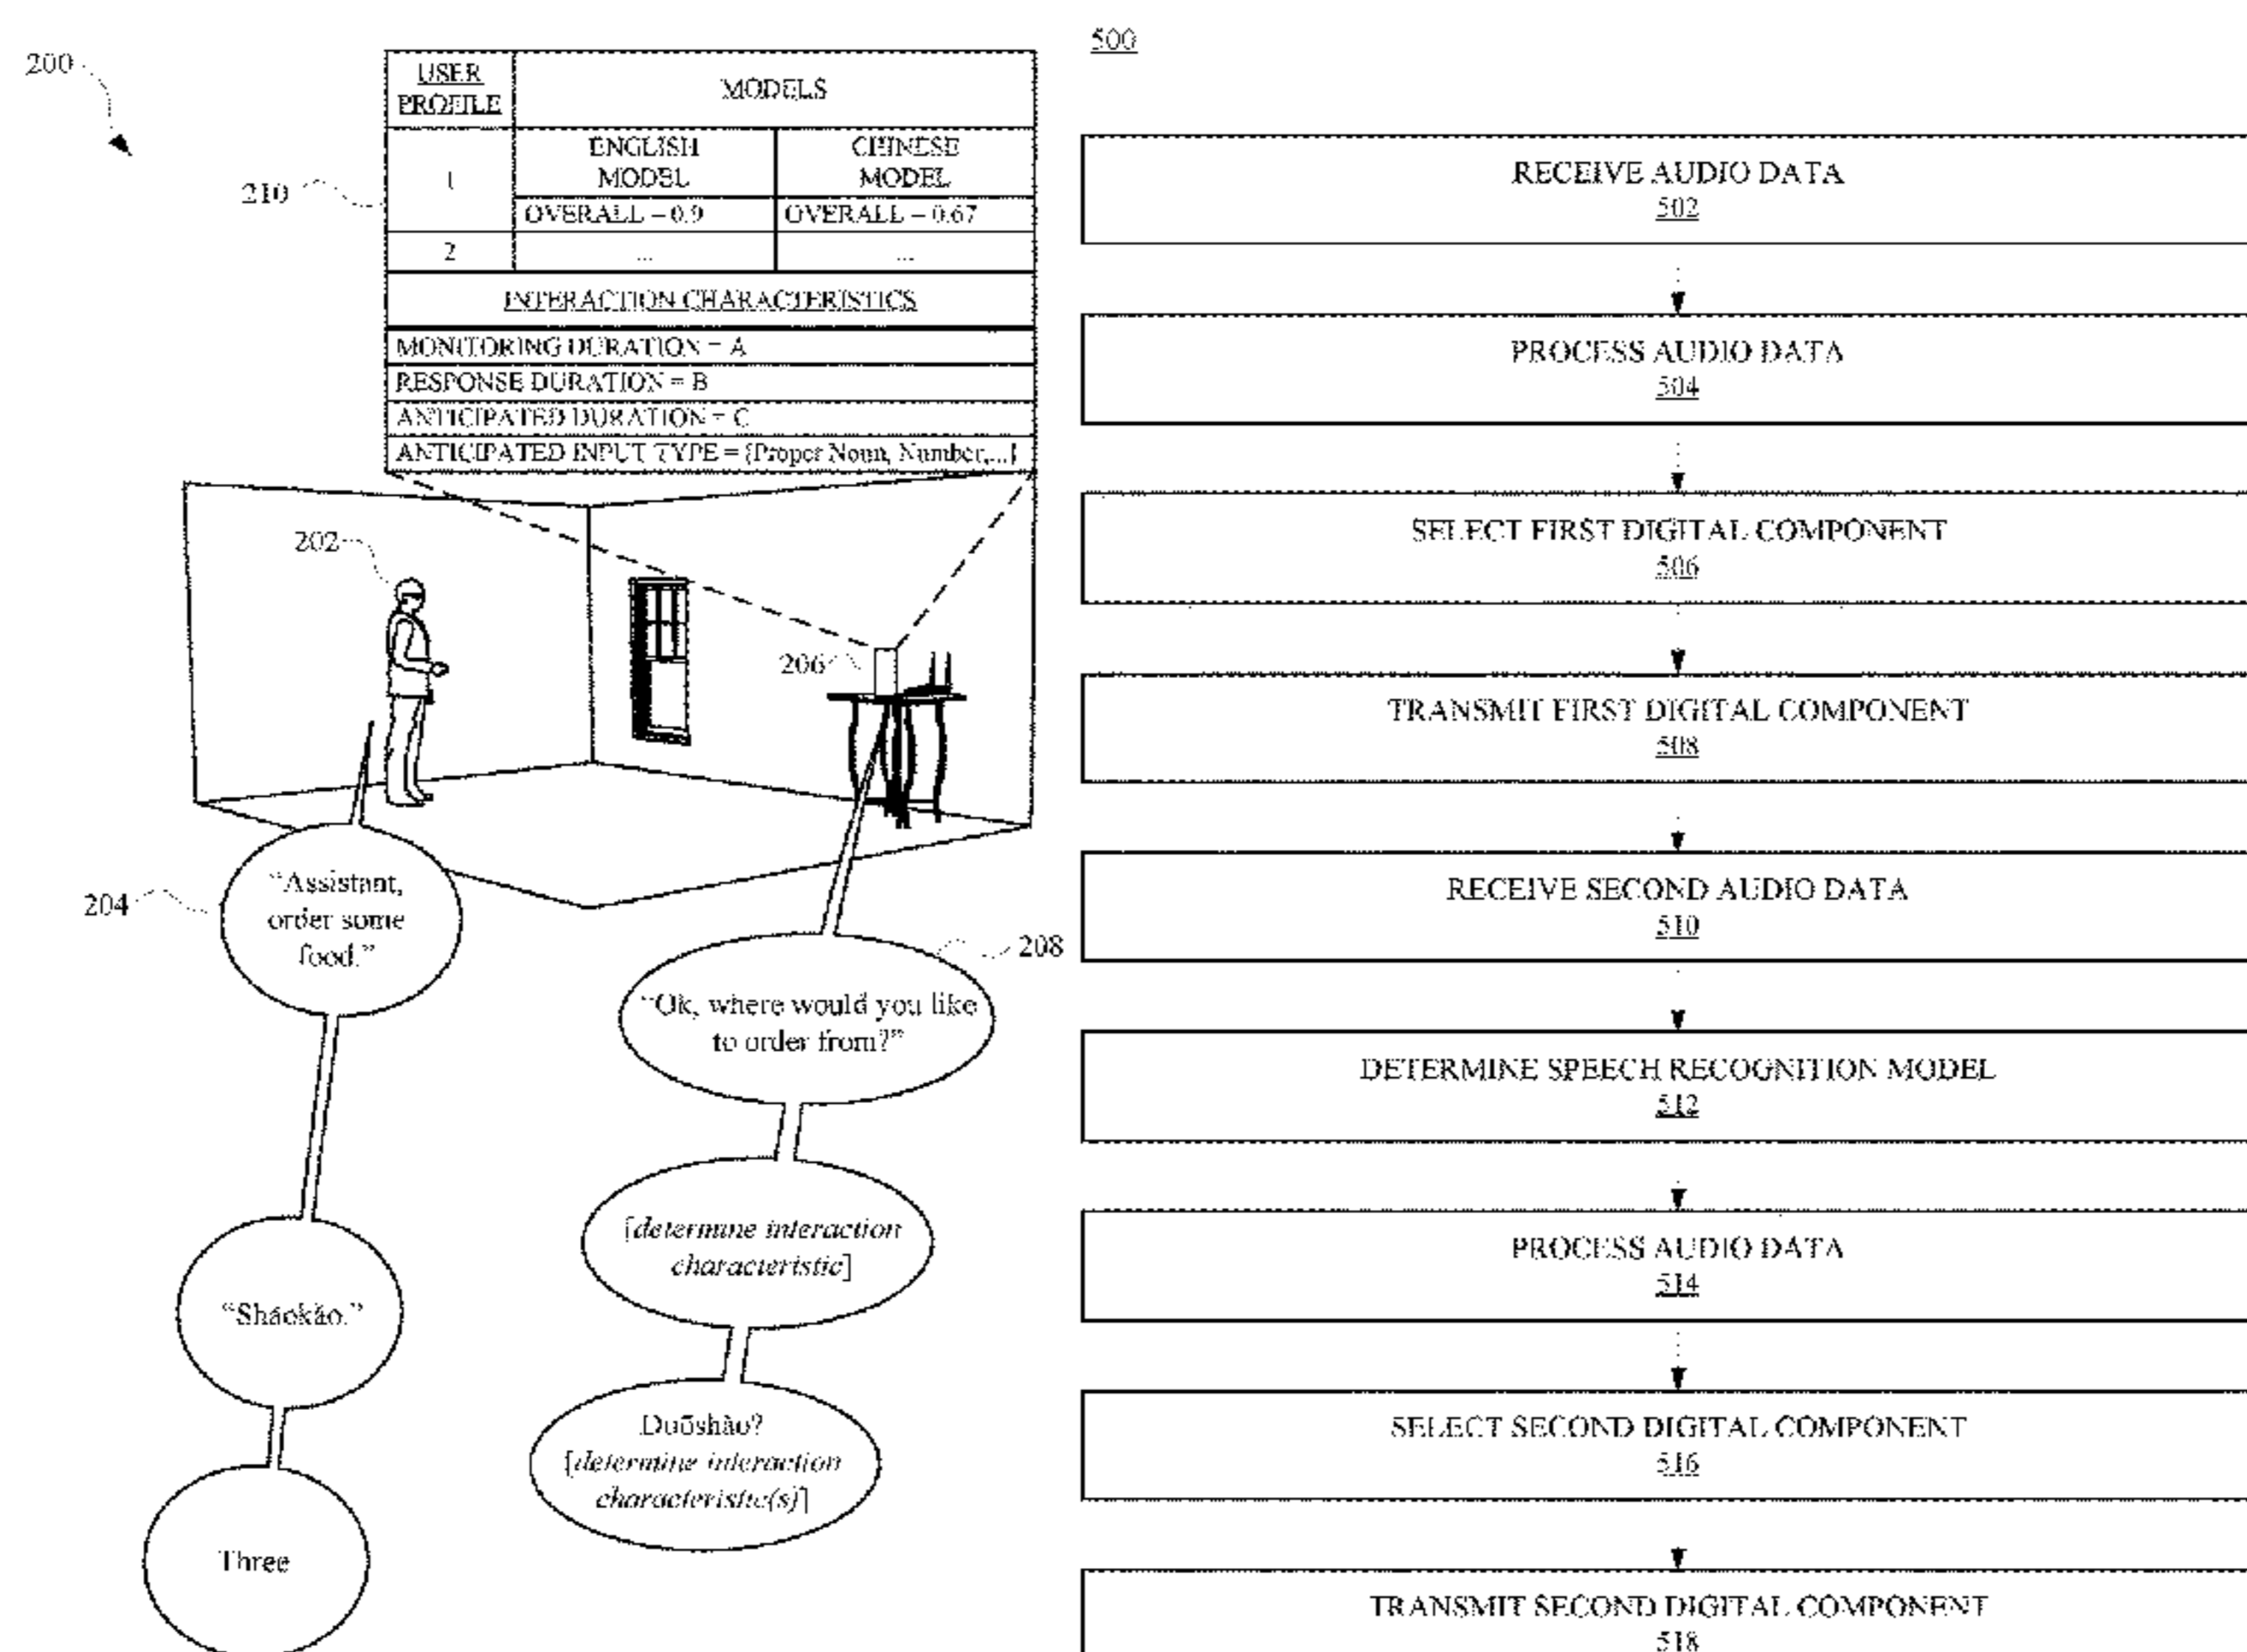 200
USER PROFILE
MODELS
1
ENGLISH MODEL
CHINESE MODEL
OVERALL – 0.9
OVERALL – 0.67
2
...
...
INTERACTION CHARACTERISTICS
MONITORING DURATION = A
RESPONSE DURATION = B
ANTICIPATED DURATION = C
ANTICIPATED INPUT TYPE = {Proper Noun, Number,...}
210
202
206
204
“Assistant,
order some
food.”
208
“Ok, where would you like
to order from?”
[determine interaction
characteristic]
“Shāokǎo.”
Duōshǎo?
[determine interaction
characteristic(s)]
Three
500
RECEIVE AUDIO DATA
502
PROCESS AUDIO DATA
504
SELECT FIRST DIGITAL COMPONENT
506
TRANSMIT FIRST DIGITAL COMPONENT
508
RECEIVE SECOND AUDIO DATA
510
DETERMINE SPEECH RECOGNITION MODEL
512
PROCESS AUDIO DATA
514
SELECT SECOND DIGITAL COMPONENT
516
TRANSMIT SECOND DIGITAL COMPONENT
518